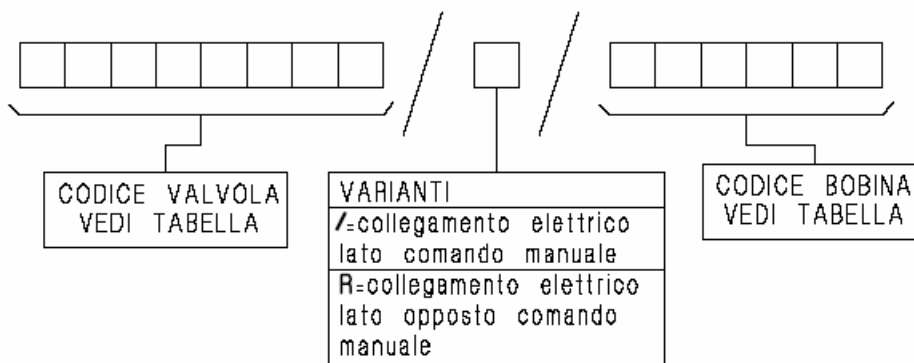 / /
CODICE VALVOLA
VEDI TABELLA
VARIANTI
/=collegamento elettrico
lato comando manuale
R=collegamento elettrico
lato opposto comando
manuale
CODICE BOBINA
VEDI TABELLA